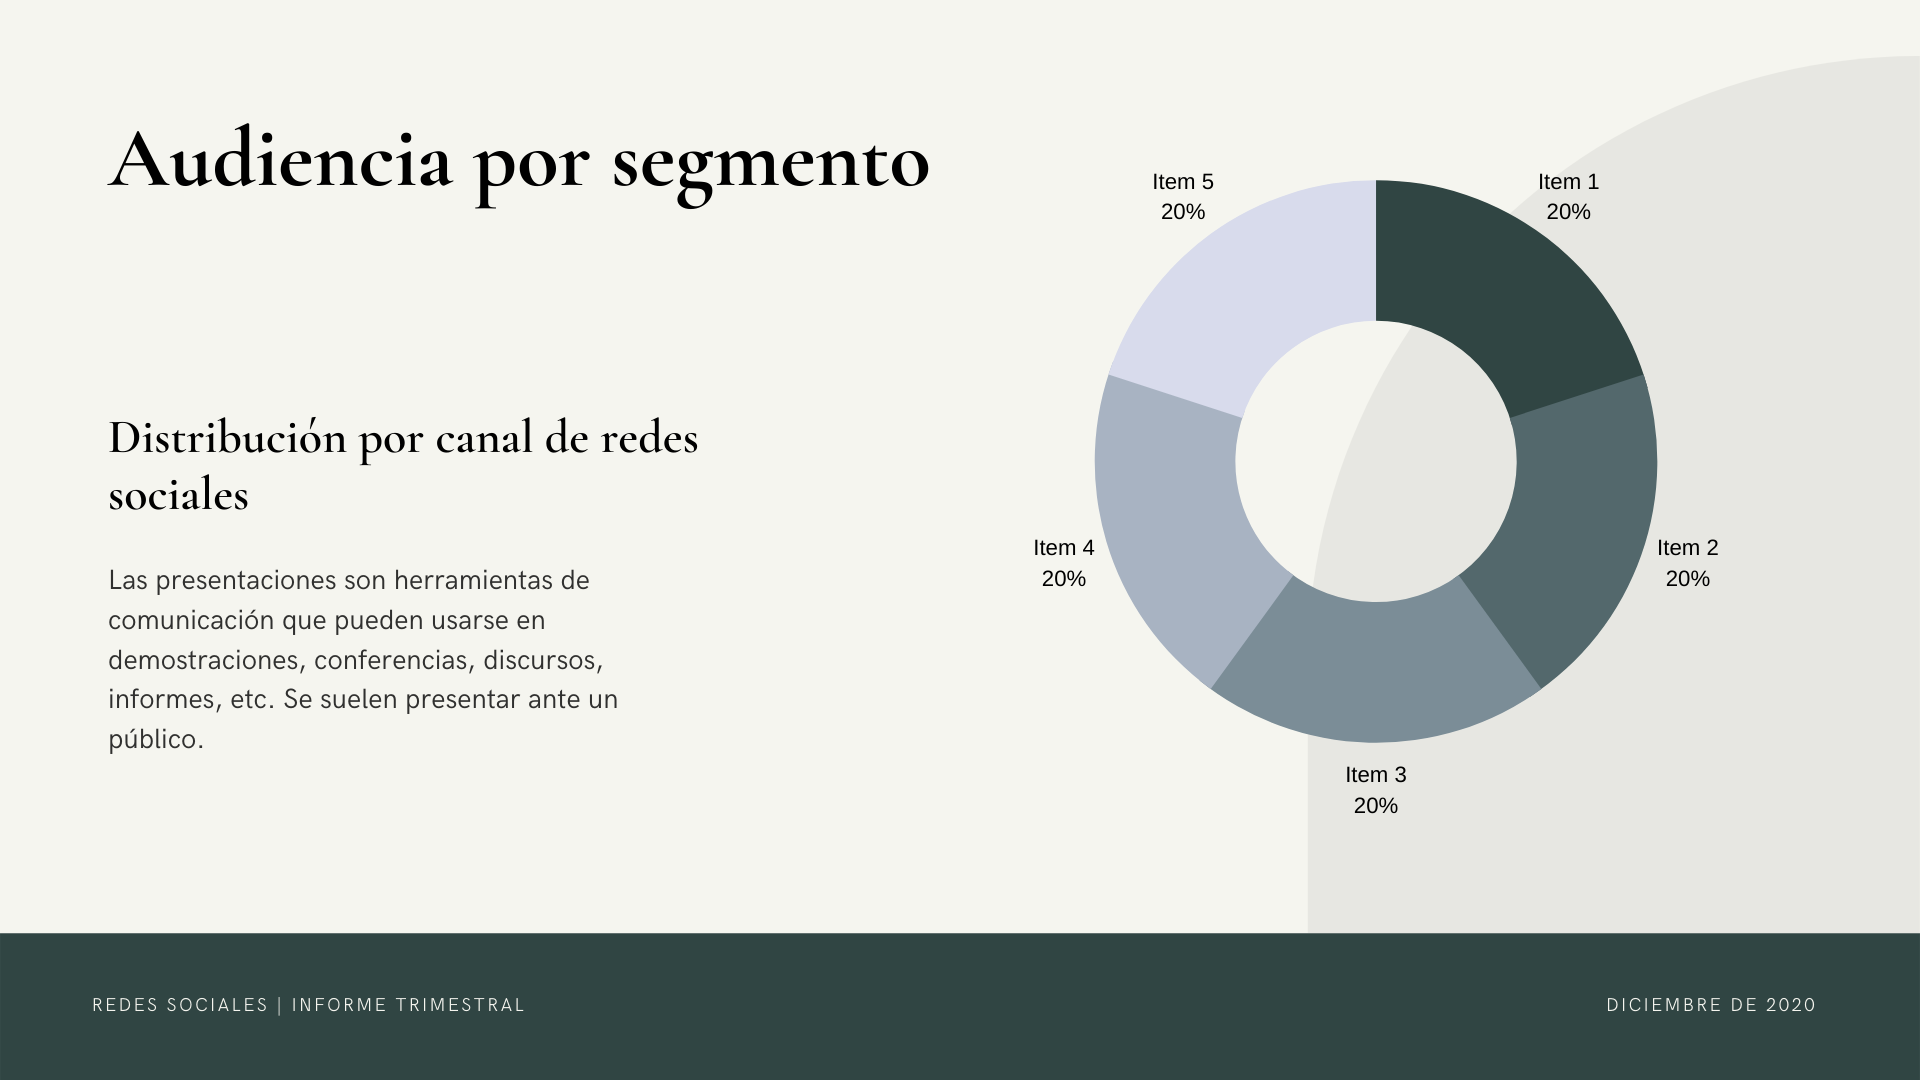 Audiencia por segmento
Distribución por canal de redes
sociales
Las presentaciones son herramientas de
comunicación que pueden usarse en
demostraciones, conferencias, discursos,
informes, etc. Se suelen presentar ante un
público.
Item 5
20%
Item 1
20%
Item 4
20%
Item 2
20%
Item 3
20%
REDES SOCIALES | INFORME TRIMESTRAL
DICIEMBRE DE 2020